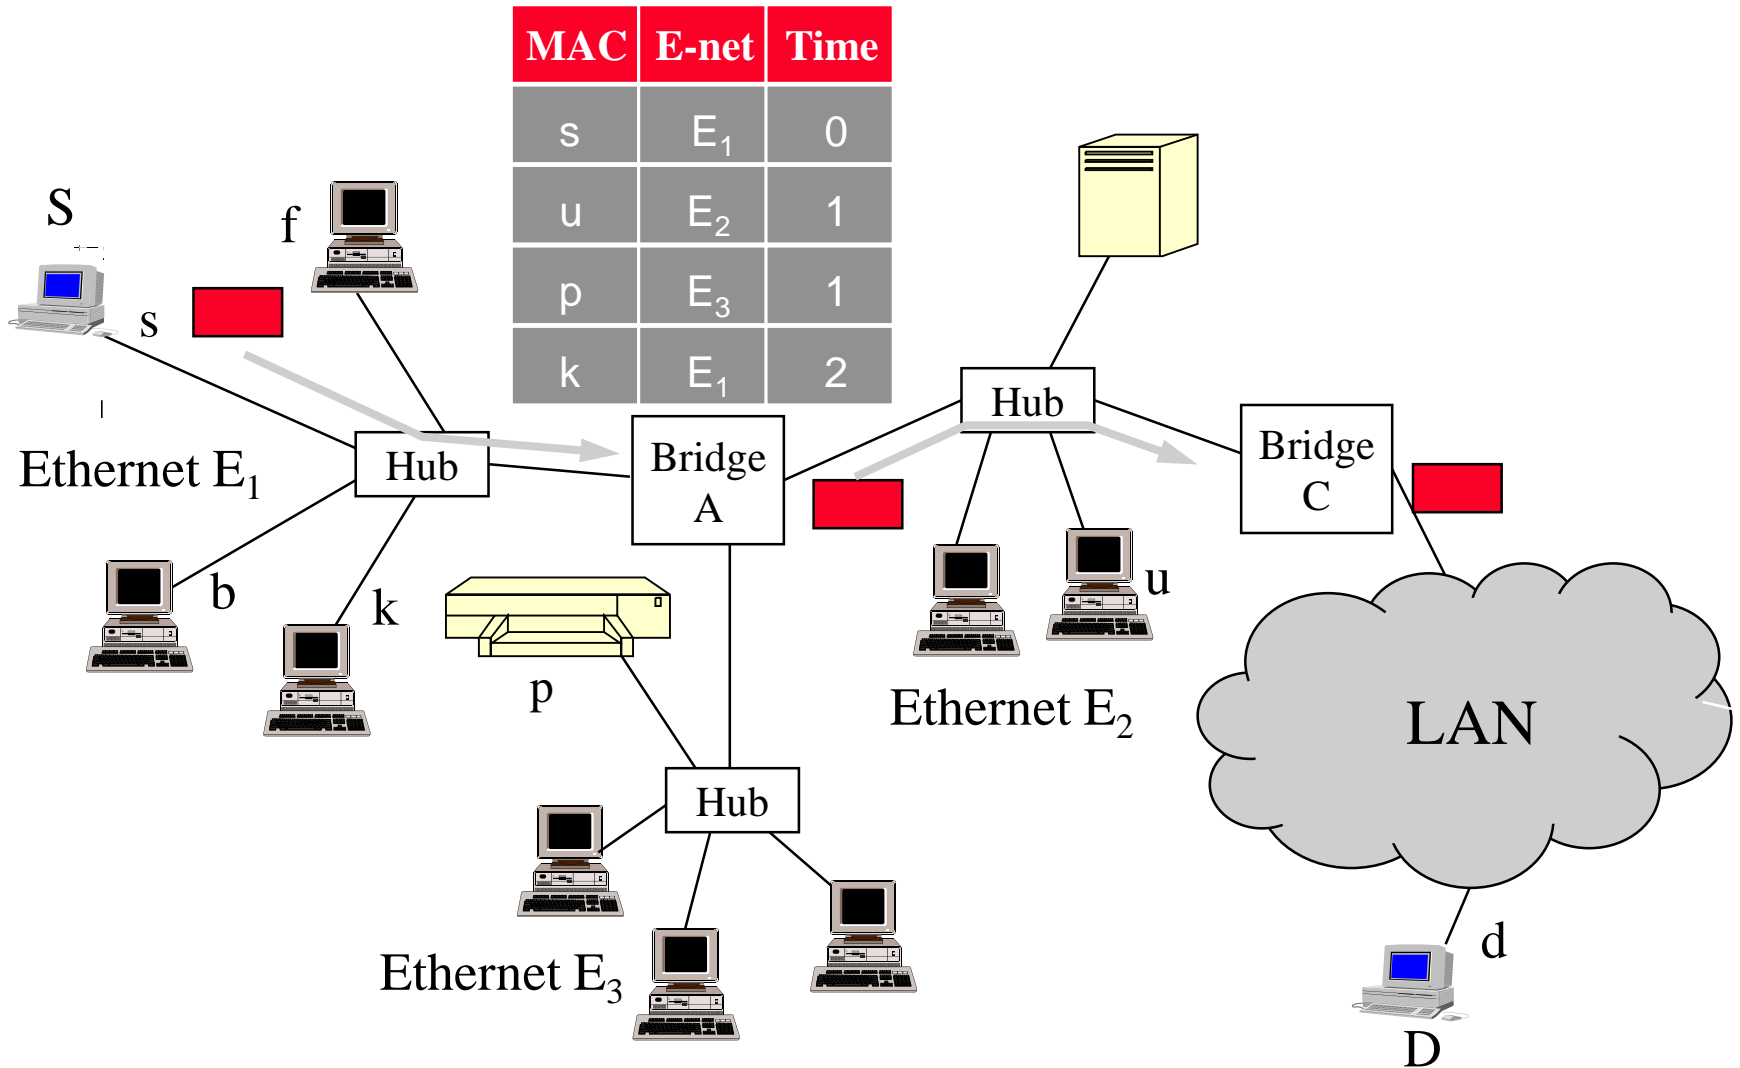 MAC E-net Time
s E₁ 0
u E₂ 1
p E₃ 1
k E₁ 2
S
f
s
Hub
Hub
Bridge
A
Bridge
C
Ethernet E₁
b
k
u
p
Ethernet E₂
LAN
Hub
Ethernet E₃
d
D